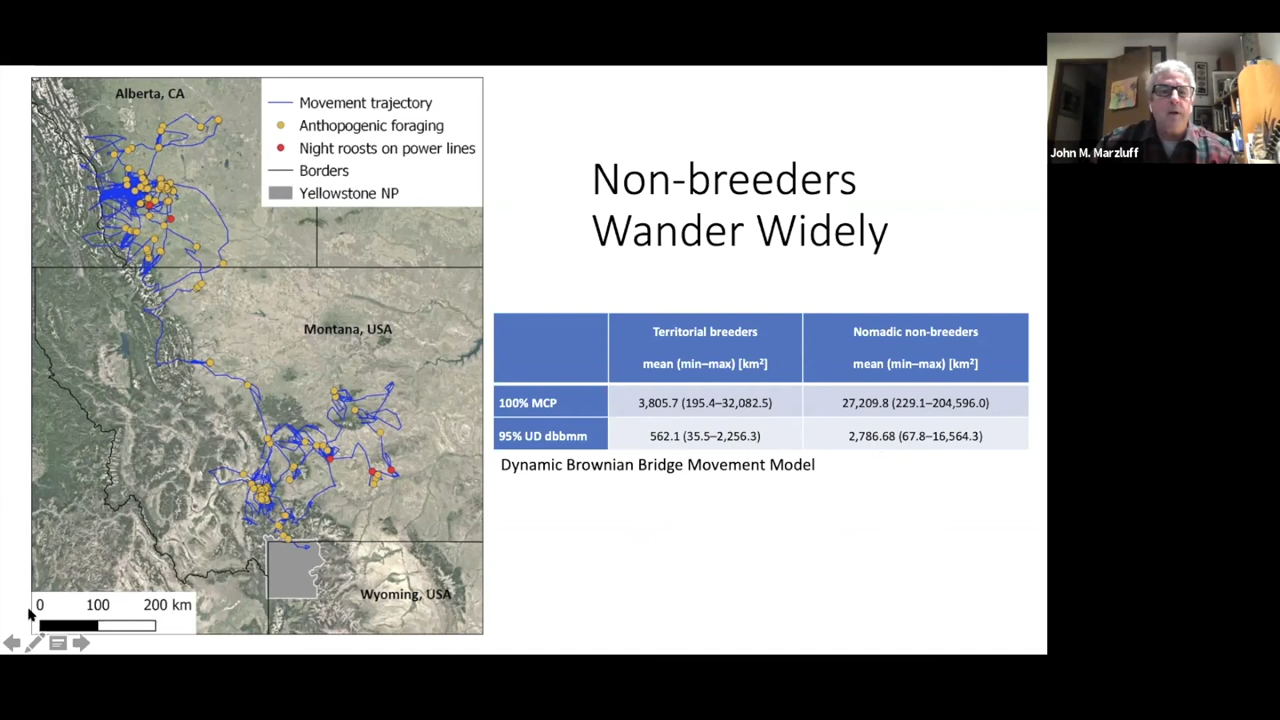 Alberta, CA
Movement trajectory
Anthopogenic foraging
Night roosts on power lines
Borders
Yellowstone NP
Montana, USA
Wyoming, USA
0 100 200 km
Non-breeders
Wander Widely
Territorial breeders Nomadic non-breeders
mean (min–max) [km²] mean (min–max) [km²]
100% MCP 3,805.7 (195.4–32,082.5) 27,209.8 (229.1–204,596.0)
95% UD dbbmm 562.1 (35.5–2,256.3) 2,786.68 (67.8–16,564.3)
Dynamic Brownian Bridge Movement Model
John M. Marzluff